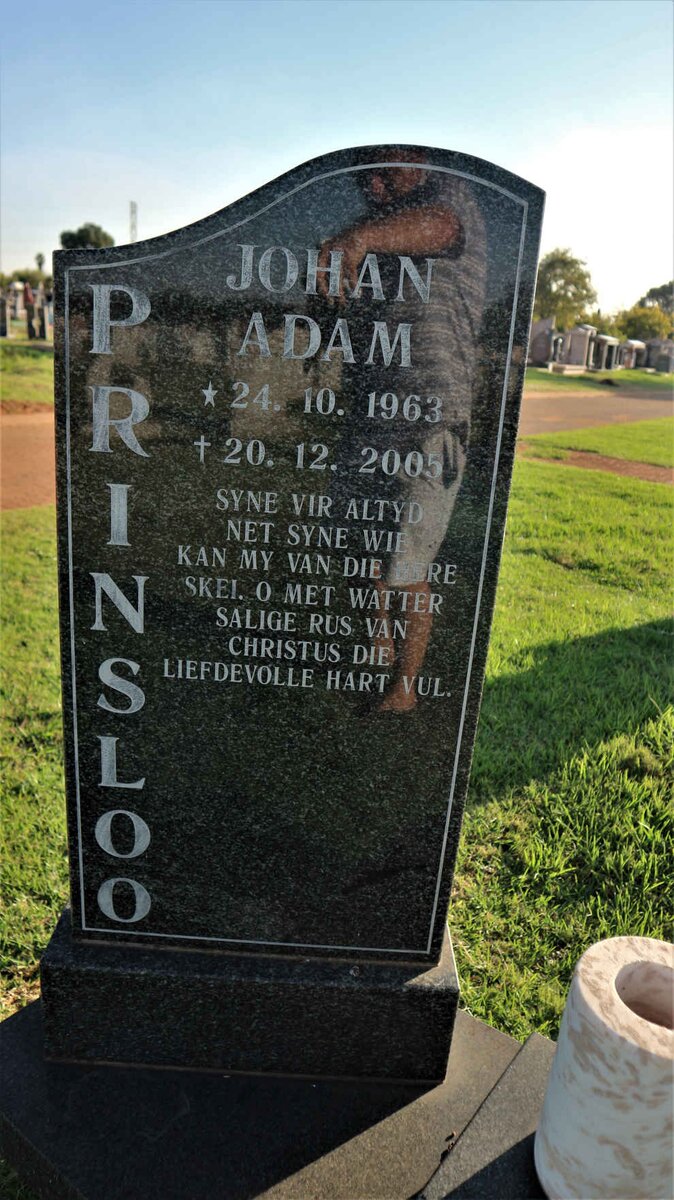 PRINSLOO
JOHAN
ADAM
★ 24. 10. 1963
† 20. 12. 2005
SYNE VIR ALTYD
NET SYNE WIE
KAN MY VAN DIE HERE
SKEI. O MET WATTER
SALIGE RUS VAN
CHRISTUS DIE
LIEFDEVOLLE HART VUL.